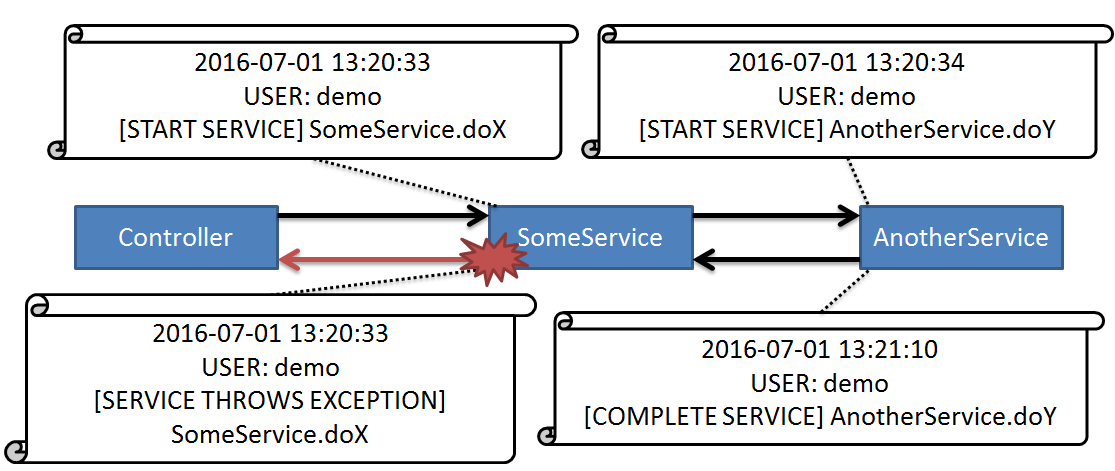 2016-07-01 13:20:33
USER: demo
[START SERVICE] SomeService.doX
2016-07-01 13:20:34
USER: demo
[START SERVICE] AnotherService.doY
Controller
SomeService
AnotherService
2016-07-01 13:20:33
USER: demo
[SERVICE THROWS EXCEPTION]
SomeService.doX
2016-07-01 13:21:10
USER: demo
[COMPLETE SERVICE] AnotherService.doY